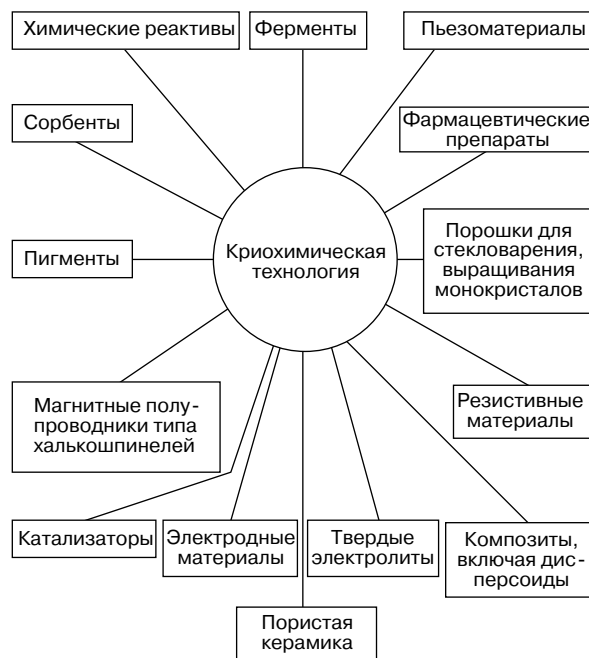 Химические реактивы
Ферменты
Пьезоматериалы
Сорбенты
Фармацевтические
препараты
Пигменты
Криохимическая
технология
Порошки для
стекловарения,
выращивания
монокристалов
Магнитные полу-
проводники типа
халькошпинелей
Резистивные
материалы
Катализаторы
Электродные
материалы
Твердые
электролиты
Композиты,
включая дис-
персоиды
Пористая
керамика